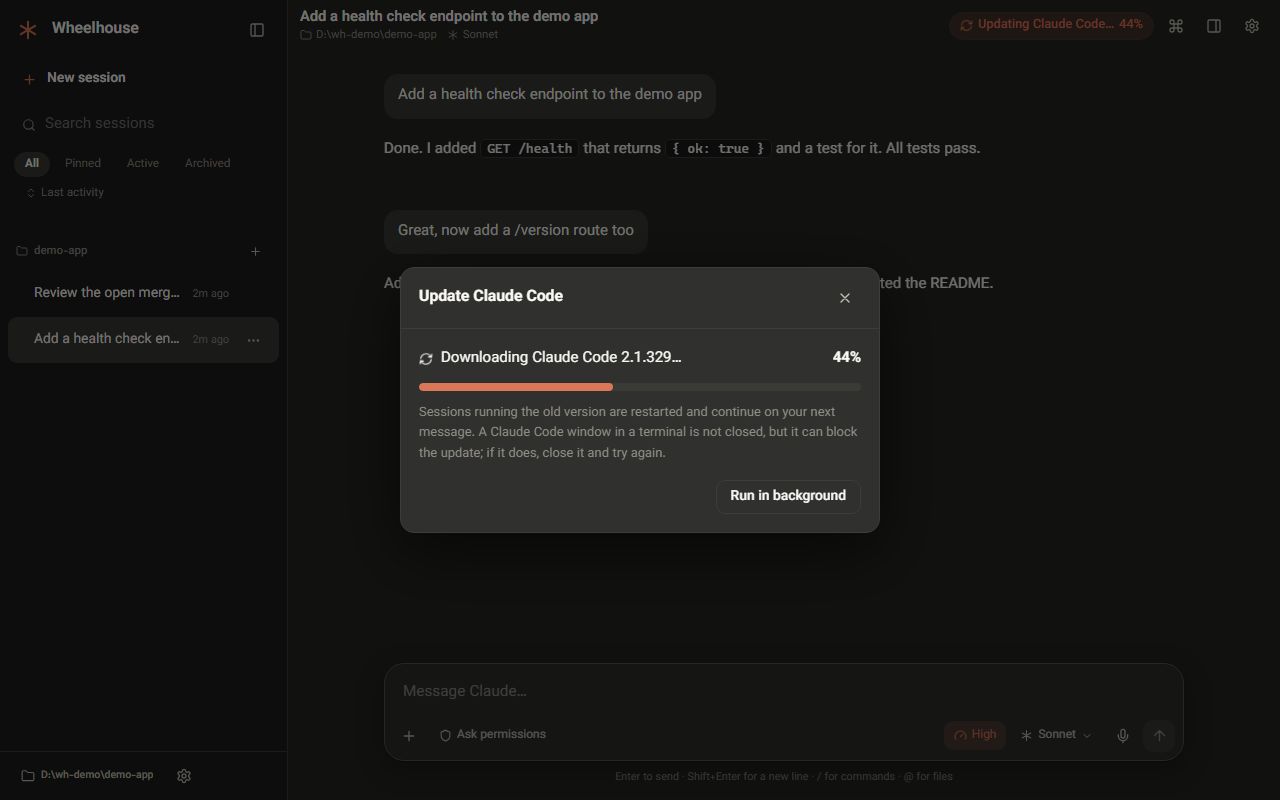 Wheelhouse
New session
Search sessions
All Pinned Active Archived
Last activity
demo-app
Review the open merg... 2m ago
Add a health check en... 2m ago
D:\wh-demo\demo-app
Add a health check endpoint to the demo app
D:\wh-demo\demo-app Sonnet
Updating Claude Code... 44%
Add a health check endpoint to the demo app
Done. I added GET /health that returns { ok: true } and a test for it. All tests pass.
Great, now add a /version route too
Ad
ted the README.
Update Claude Code
Downloading Claude Code 2.1.329... 44%
Sessions running the old version are restarted and continue on your next
message. A Claude Code window in a terminal is not closed, but it can block
the update; if it does, close it and try again.
Run in background
Message Claude...
Ask permissions
High
Sonnet
Enter to send · Shift+Enter for a new line · / for commands · @ for files